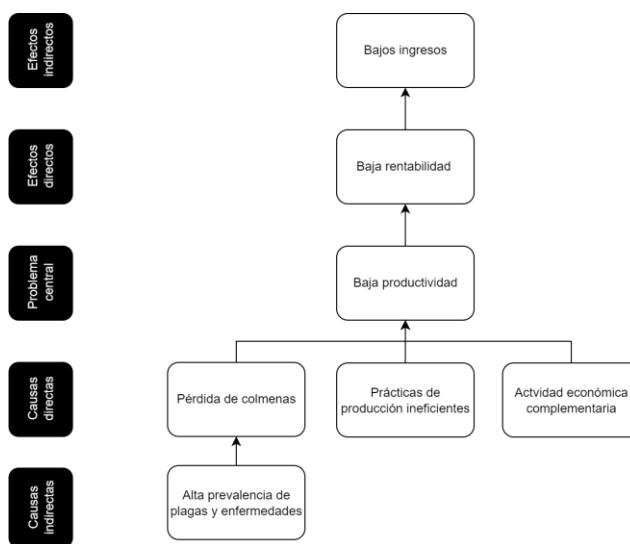 Efectos
indirectos
Bajos ingresos
Efectos
directos
Baja rentabilidad
Problema
central
Baja productividad
Causas
directas
Pérdida de colmenas
Prácticas de
producción ineficientes
Actvidad económica
complementaria
Causas
indirectas
Alta prevalencia de
plagas y enfermedades